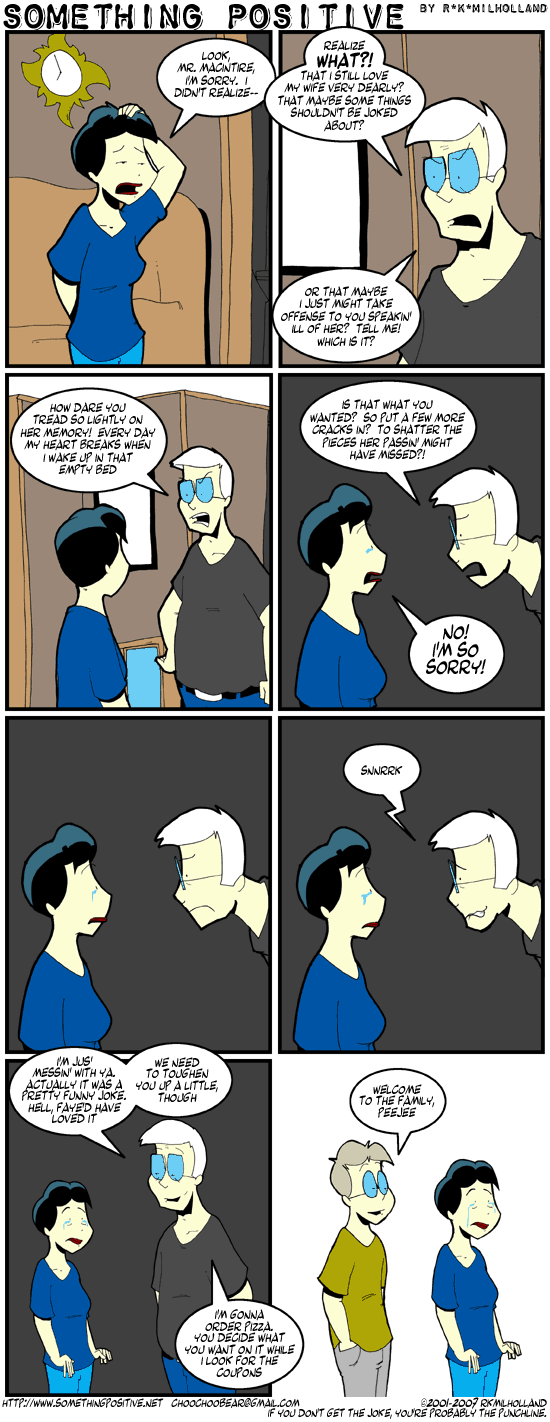 SOMETHING POSITIVE BY R*K*MILHOLLAND
LOOK,
MR. MACINTIRE,
I'M SORRY. I
DIDN'T REALIZE--
REALIZE
WHAT?!
THAT I STILL LOVE
MY WIFE VERY DEARLY?
THAT MAYBE SOME THINGS
SHOULDN'T BE JOKED
ABOUT?
OR THAT MAYBE
I JUST MIGHT TAKE
OFFENSE TO YOU SPEAKIN'
ILL OF HER? TELL ME!
WHICH IS IT?
HOW DARE YOU
TREAD SO LIGHTLY ON
HER MEMORY! EVERY DAY
MY HEART BREAKS WHEN
I WAKE UP IN THAT
EMPTY BED
IS THAT WHAT YOU
WANTED? SO PUT A FEW MORE
CRACKS IN? TO SHATTER THE
PIECES HER PASSIN' MIGHT
HAVE MISSED?!
NO!
I'M SO
SORRY!
SNNRRK
I'M JUS'
MESSIN' WITH YA.
ACTUALLY IT WAS A
PRETTY FUNNY JOKE.
HELL, FAYE'D HAVE
LOVED IT
WE NEED
TO TOUGHEN
YOU UP A LITTLE,
THOUGH
I'M GONNA
ORDER PIZZA.
YOU DECIDE WHAT
YOU WANT ON IT WHILE
I LOOK FOR THE
COUPONS
WELCOME
TO THE FAMILY,
PEEJEE
HTTP://WWW.SOMETHINGPOSITIVE.NET CHOOCHOOBEAR@GMAIL.COM ©2001-2009 RKMILHOLLAND
IF YOU DON'T GET THE JOKE, YOU'RE PROBABLY THE PUNCHLINE.